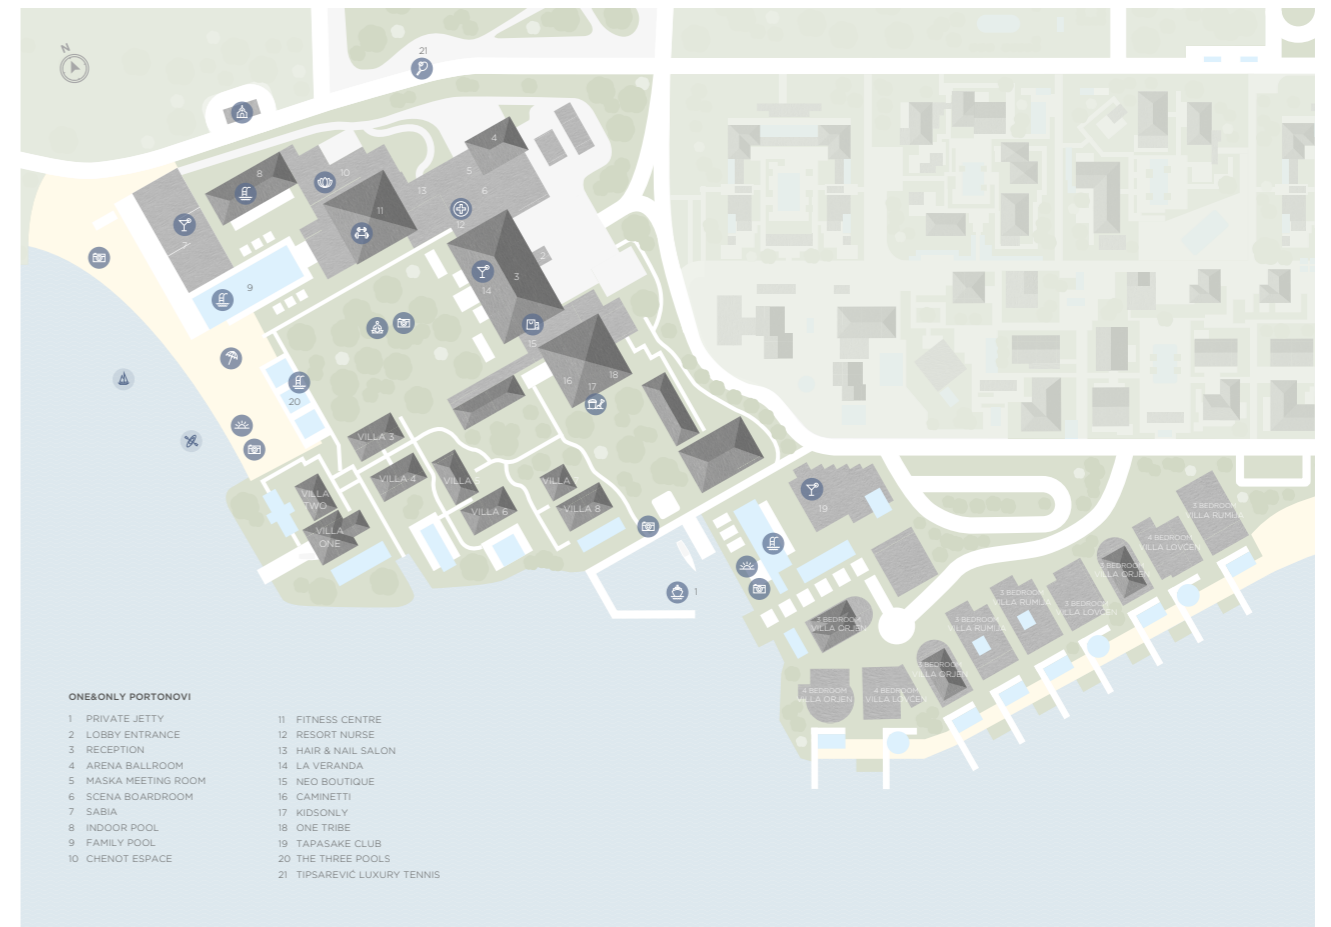 N
21
8
10
4
5
13
6
11
12
7
2
3
14
9
15
16
17
18
20
VILLA 3
VILLA 4
VILLA 5
VILLA 6
VILLA 7
VILLA 8
VILLA
TWO
VILLA
ONE
19
1
3 BEDROOM
VILLA RUMIJA
4 BEDROOM
VILLA LOVCEN
3 BEDROOM
VILLA ORJEN
3 BEDROOM
VILLA RUMIJA
3 BEDROOM
VILLA LOVCEN
3 BEDROOM
VILLA RUMIJA
3 BEDROOM
VILLA ORJEN
3 BEDROOM
VILLA ORJEN
4 BEDROOM
VILLA ORJEN
4 BEDROOM
VILLA LOVCEN
ONE&ONLY PORTONOVI
1 PRIVATE JETTY
2 LOBBY ENTRANCE
3 RECEPTION
4 ARENA BALLROOM
5 MASKA MEETING ROOM
6 SCENA BOARDROOM
7 SABIA
8 INDOOR POOL
9 FAMILY POOL
10 CHENOT ESPACE
11 FITNESS CENTRE
12 RESORT NURSE
13 HAIR & NAIL SALON
14 LA VERANDA
15 NEO BOUTIQUE
16 CAMINETTI
17 KIDSONLY
18 ONE TRIBE
19 TAPASAKE CLUB
20 THE THREE POOLS
21 TIPSAREVIĆ LUXURY TENNIS